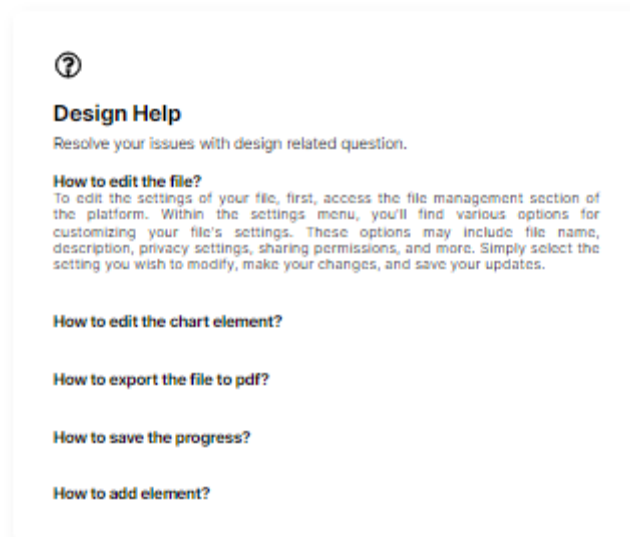 Design Help
Resolve your issues with design related question.
How to edit the file?
To edit the settings of your file, first, access the file management section of
the platform. Within the settings menu, you'll find various options for
customizing your file's settings. These options may include file name,
description, privacy settings, sharing permissions, and more. Simply select the
setting you wish to modify, make your changes, and save your updates.
How to edit the chart element?
How to export the file to pdf?
How to save the progress?
How to add element?